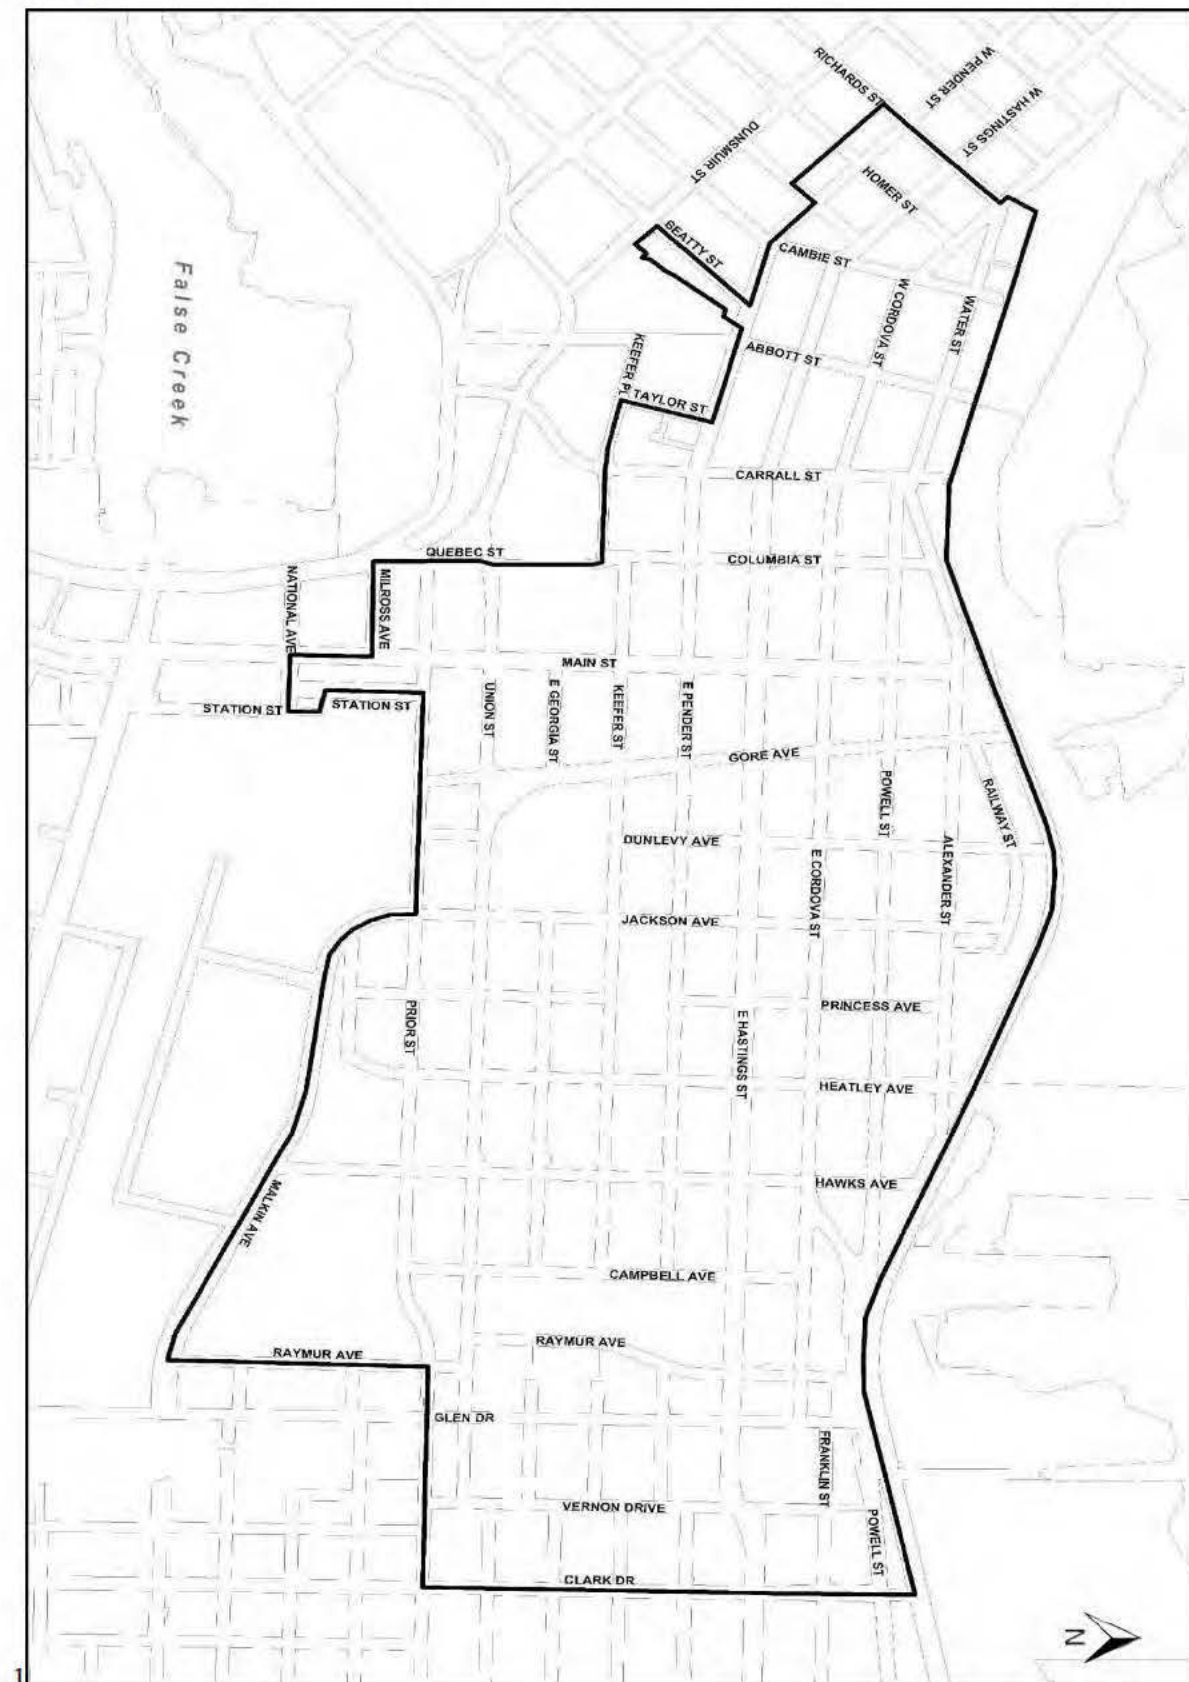 W PENDER ST
RICHARDS ST
W HASTINGS ST
DUNSMUIR ST
HOMER ST
BEATTY ST
CAMBIE ST
False Creek
W CORDOVA ST
WATER ST
KEEFER PL
ABBOTT ST
TAYLOR ST
CARRALL ST
QUEBEC ST
COLUMBIA ST
NATIONAL AVE
MILROSS AVE
MAIN ST
STATION ST
STATION ST
UNION ST
E GEORGIA ST
KEEFER ST
E PENDER ST
GORE AVE
POWELL ST
RAILWAY ST
DUNLEVY AVE
E CORDOVA ST
ALEXANDER ST
JACKSON AVE
PRINCESS AVE
PRIOR ST
E HASTINGS ST
HEATLEY AVE
MALKIN AVE
HAWKS AVE
CAMPBELL AVE
RAYMUR AVE
RAYMUR AVE
GLEN DR
FRANKLIN ST
VERNON DRIVE
POWELL ST
CLARK DR
N
1